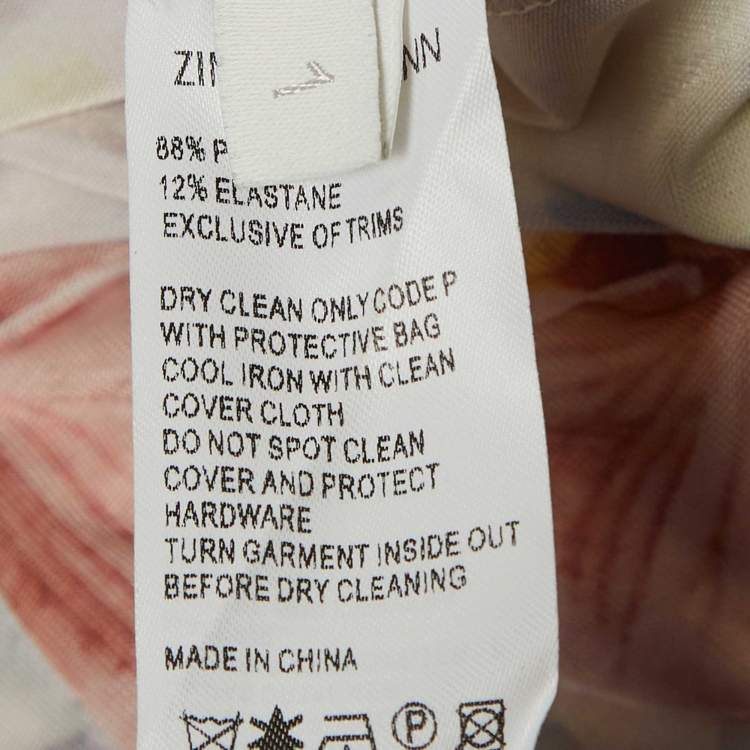 1
88% P
12% ELASTANE
EXCLUSIVE OF TRIMS
DRY CLEAN ONLY CODE P
WITH PROTECTIVE BAG
COOL IRON WITH CLEAN
COVER CLOTH
DO NOT SPOT CLEAN
COVER AND PROTECT
HARDWARE
TURN GARMENT INSIDE OUT
BEFORE DRY CLEANING
MADE IN CHINA
P